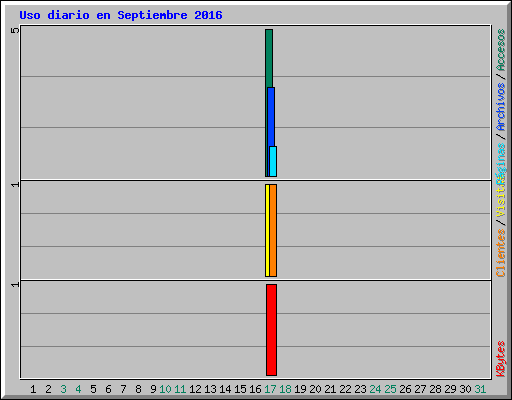 Uso diario en Septiembre 2016
5
1
1
Accesos / Archivos / Páginas
Visitas / Clientes
KBytes
1 2 3 4 5 6 7 8 9 10 11 12 13 14 15 16 17 18 19 20 21 22 23 24 25 26 27 28 29 30 31